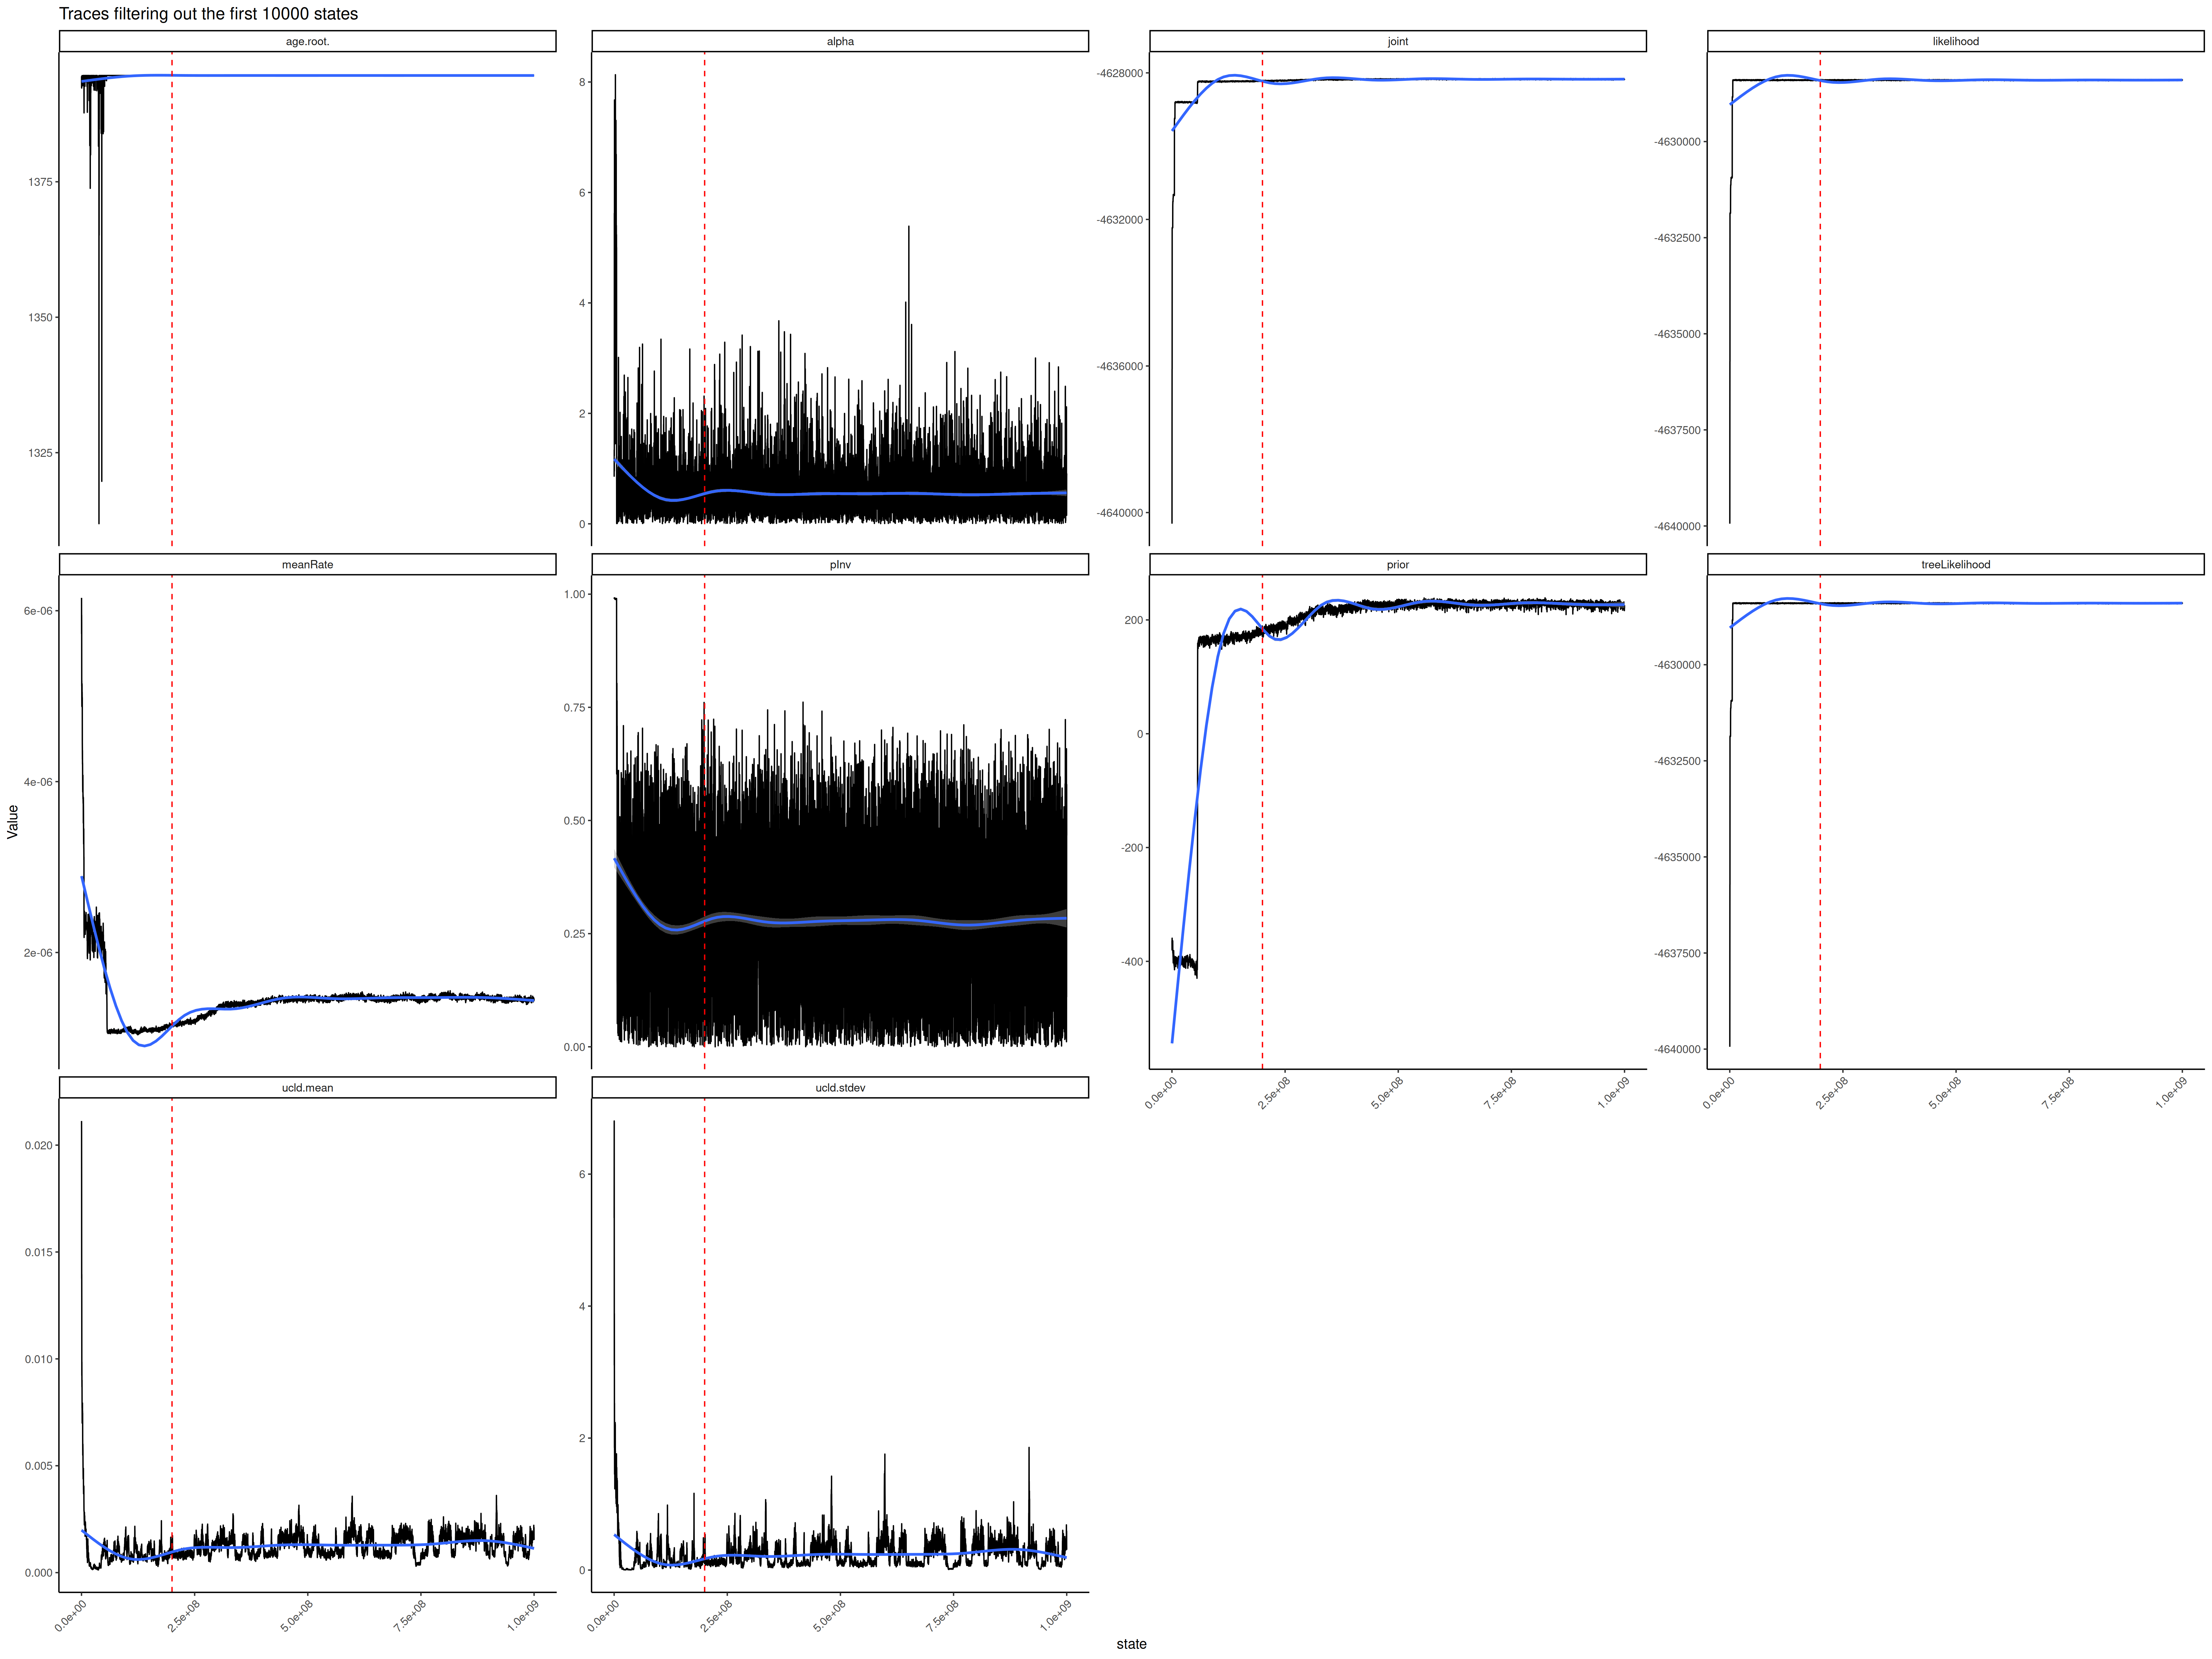 Traces filtering out the first 10000 states
age.root.
1375
1350
1325
alpha
8
6
4
2
0
joint
-4628000
-4632000
-4636000
-4640000
likelihood
-4630000
-4632500
-4635000
-4637500
-4640000
Value
meanRate
6e-06
4e-06
2e-06
pInv
1.00
0.75
0.50
0.25
0.00
prior
200
0
-200
-400
0.0e+00
2.5e+08
5.0e+08
7.5e+08
1.0e+09
treeLikelihood
-4630000
-4632500
-4635000
-4637500
-4640000
0.0e+00
2.5e+08
5.0e+08
7.5e+08
1.0e+09
ucld.mean
0.020
0.015
0.010
0.005
0.000
0.0e+00
2.5e+08
5.0e+08
7.5e+08
1.0e+09
ucld.stdev
6
4
2
0
0.0e+00
2.5e+08
5.0e+08
7.5e+08
1.0e+09
state